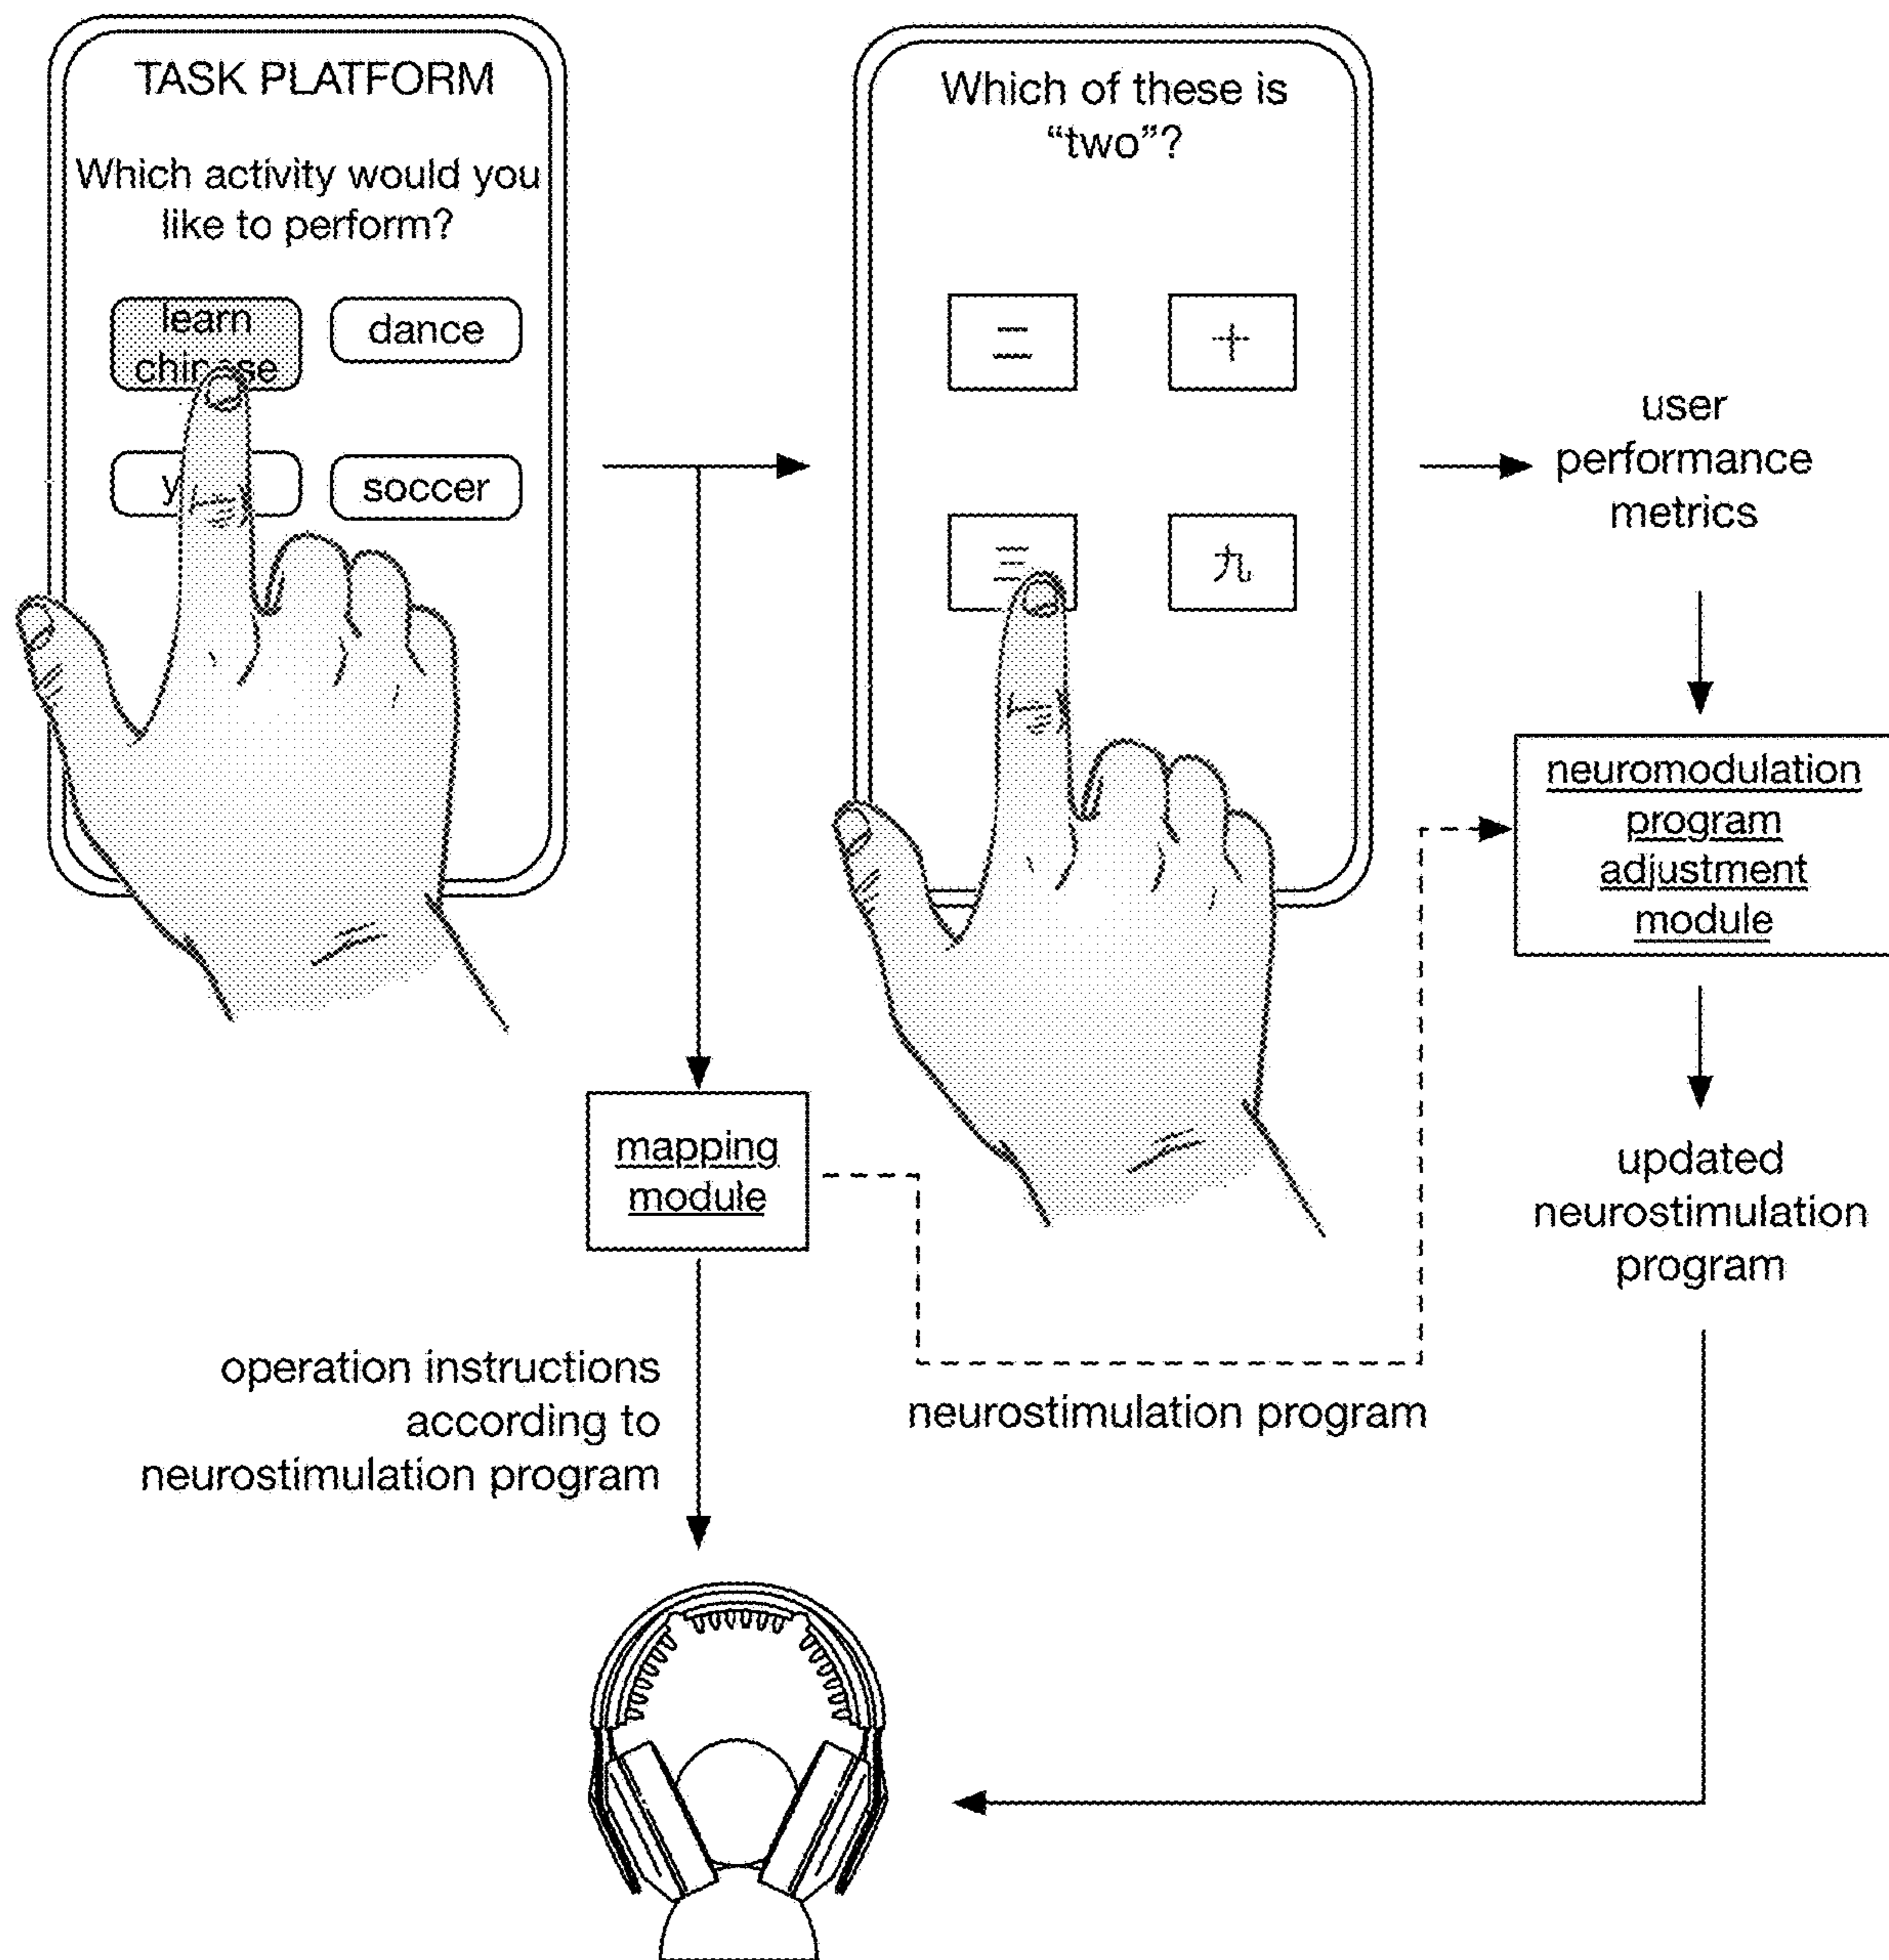 TASK PLATFORM
Which activity would you
like to perform?
learn
chinese
dance
soccer
Which of these is
“two”?
二
十
三
九
user
performance
metrics
neuromodulation
program
adjustment
module
mapping
module
updated
neurostimulation
program
operation instructions
according to
neurostimulation program
neurostimulation program